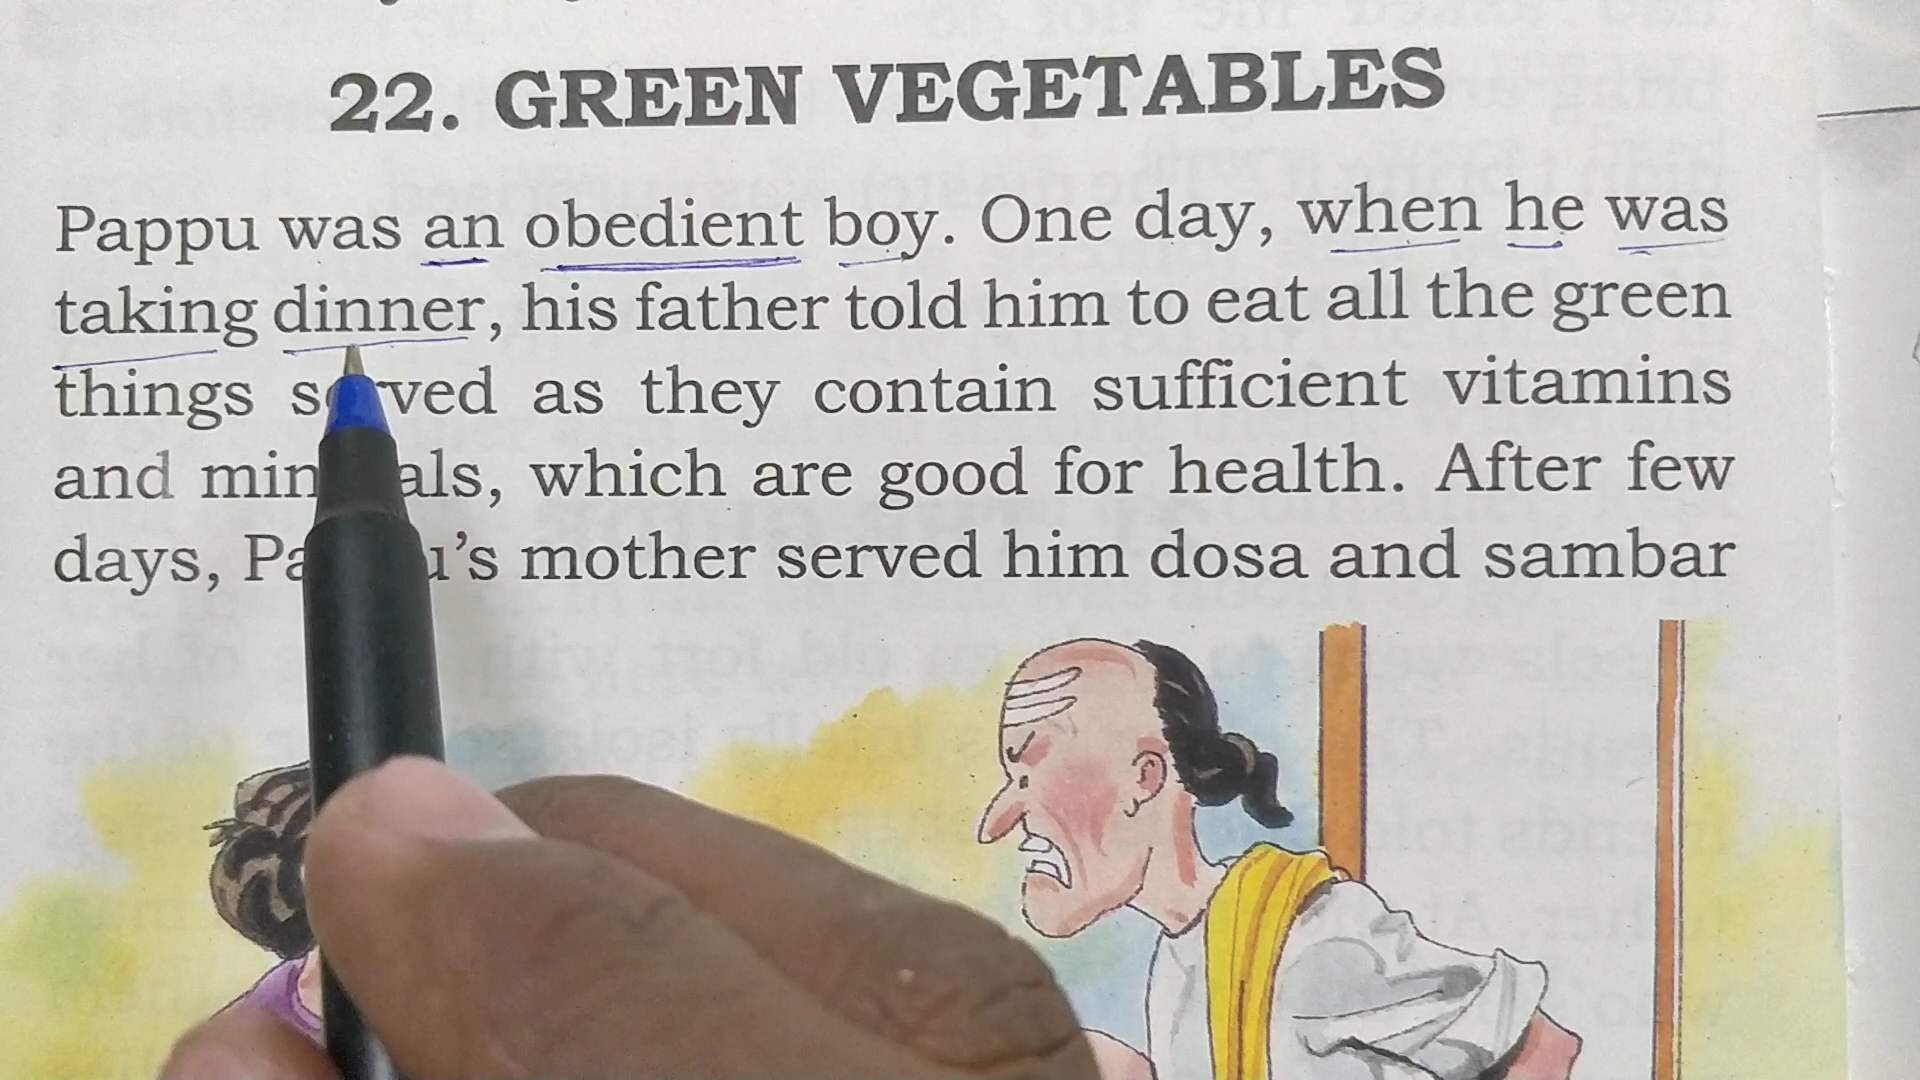 22. GREEN VEGETABLES
Pappu was an obedient boy. One day, when he was
taking dinner, his father told him to eat all the green
things served as they contain sufficient vitamins
and minerals, which are good for health. After few
days, Pappu's mother served him dosa and sambar